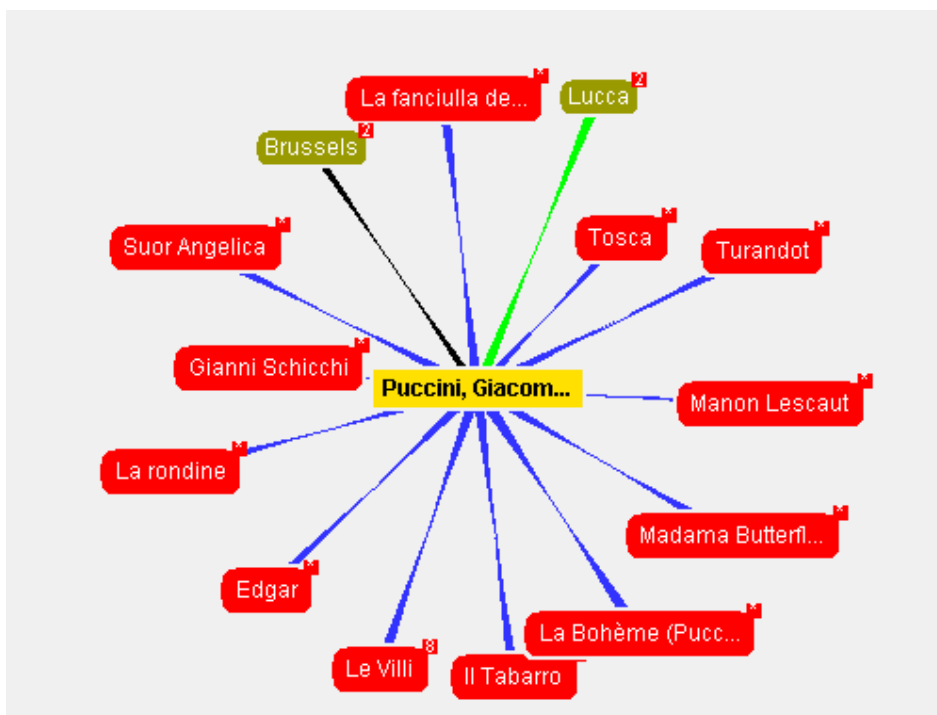 La fanciulla de...
2
Lucca
2
Brussels
Suor Angelica
Tosca
Turandot
Gianni Schicchi
Puccini, Giacom...
Manon Lescaut
La rondine
Madama Butterfl...
Edgar
La Bohème (Pucc...
8
Le Villi
Il Tabarro